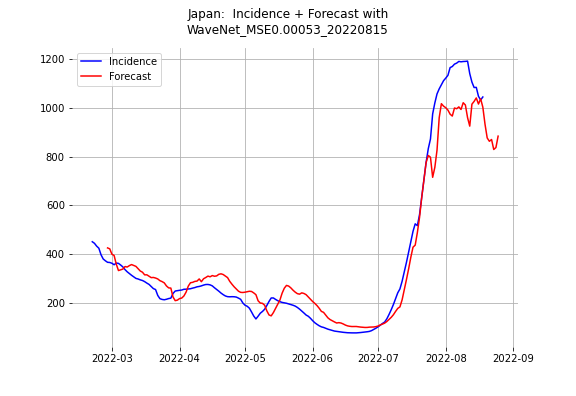 Japan:  Incidence + Forecast with
WaveNet_MSE0.00053_20220815
1200
1000
800
600
400
200
Incidence
Forecast
2022-03 2022-04 2022-05 2022-06 2022-07 2022-08 2022-09